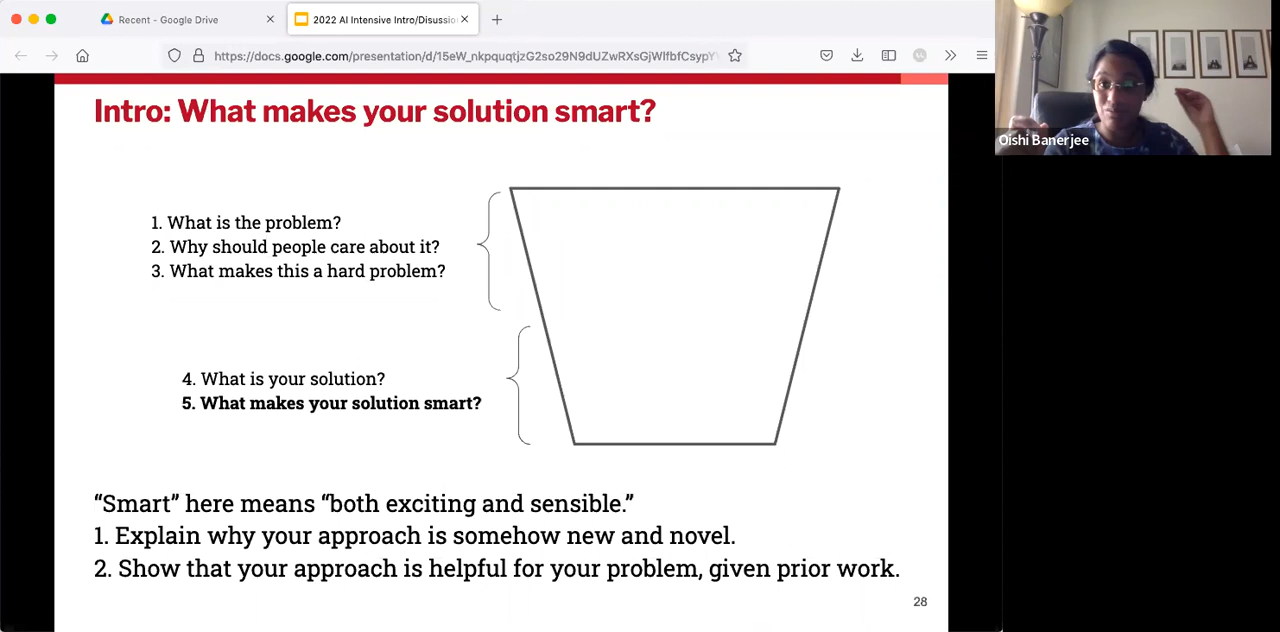 Recent - Google Drive
2022 AI Intensive Intro/Disussio
https://docs.google.com/presentation/d/15eW_nkpquqtjzG2so29N9dUZwRXsGjWlfbfCsypY
Intro: What makes your solution smart?
Oishi Banerjee
1. What is the problem?
2. Why should people care about it?
3. What makes this a hard problem?
4. What is your solution?
5. What makes your solution smart?
“Smart” here means “both exciting and sensible.”
1. Explain why your approach is somehow new and novel.
2. Show that your approach is helpful for your problem, given prior work.
28